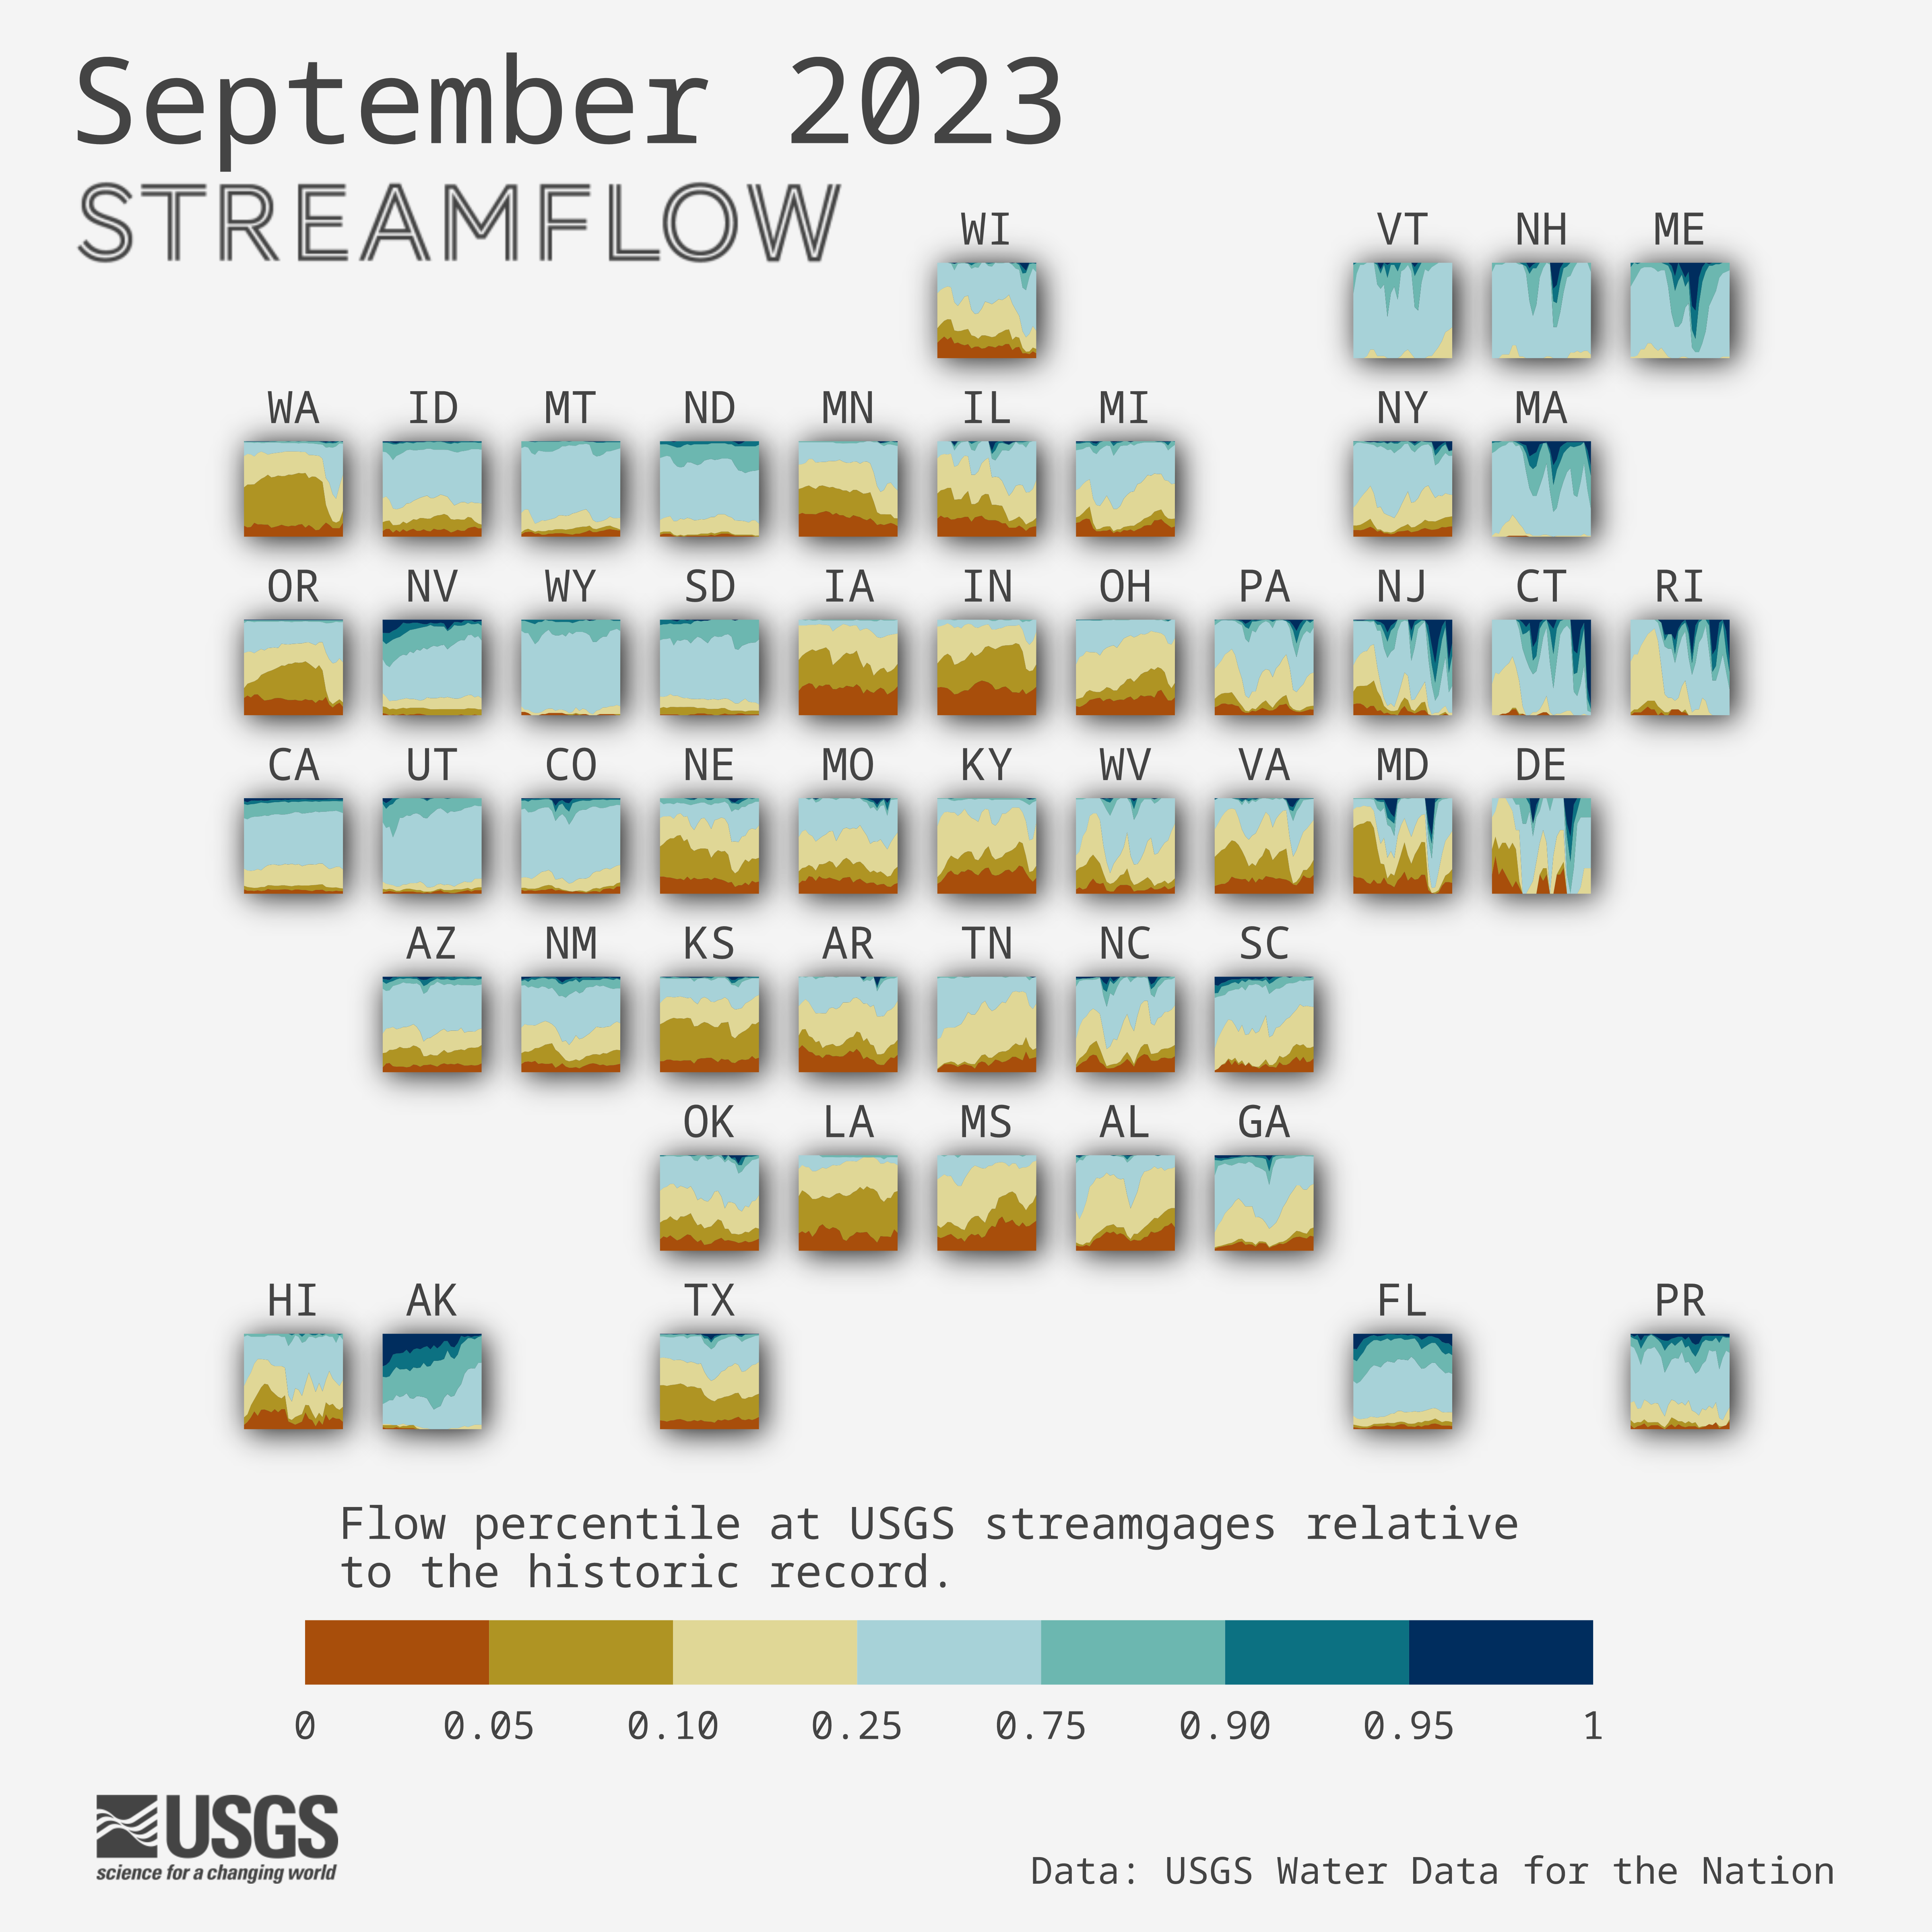 September 2023
STREAMFLOW
WI VT NH ME
WA ID MT ND MN IL MI NY MA
OR NV WY SD IA IN OH PA NJ CT RI
CA UT CO NE MO KY WV VA MD DE
AZ NM KS AR TN NC SC
OK LA MS AL GA
HI AK TX FL PR
Flow percentile at USGS streamgages relative
to the historic record.
0 0.05 0.10 0.25 0.75 0.90 0.95 1
USGS
science for a changing world
Data: USGS Water Data for the Nation